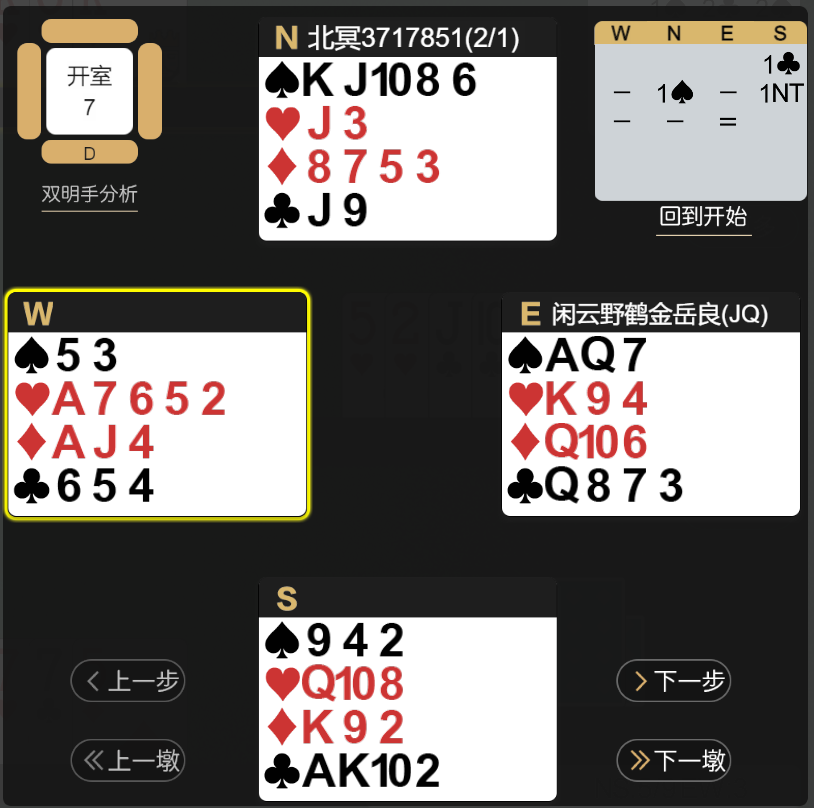 开室
7
D
双明手分析
N 北冥3717851(2/1)
♠K J1086
♥J 3
♦8 7 5 3
♣J 9
W N E S
1♣
– 1♠ – 1NT
– – =
回到开始
W
♠5 3
♥A 7 6 5 2
♦A J 4
♣6 5 4
E 闲云野鹤金岳良(JQ)
♠AQ 7
♥K 9 4
♦Q10 6
♣Q 8 7 3
S
♠9 4 2
♥Q10 8
♦K 9 2
♣AK10 2
< 上一步
> 下一步
« 上一墩
» 下一墩